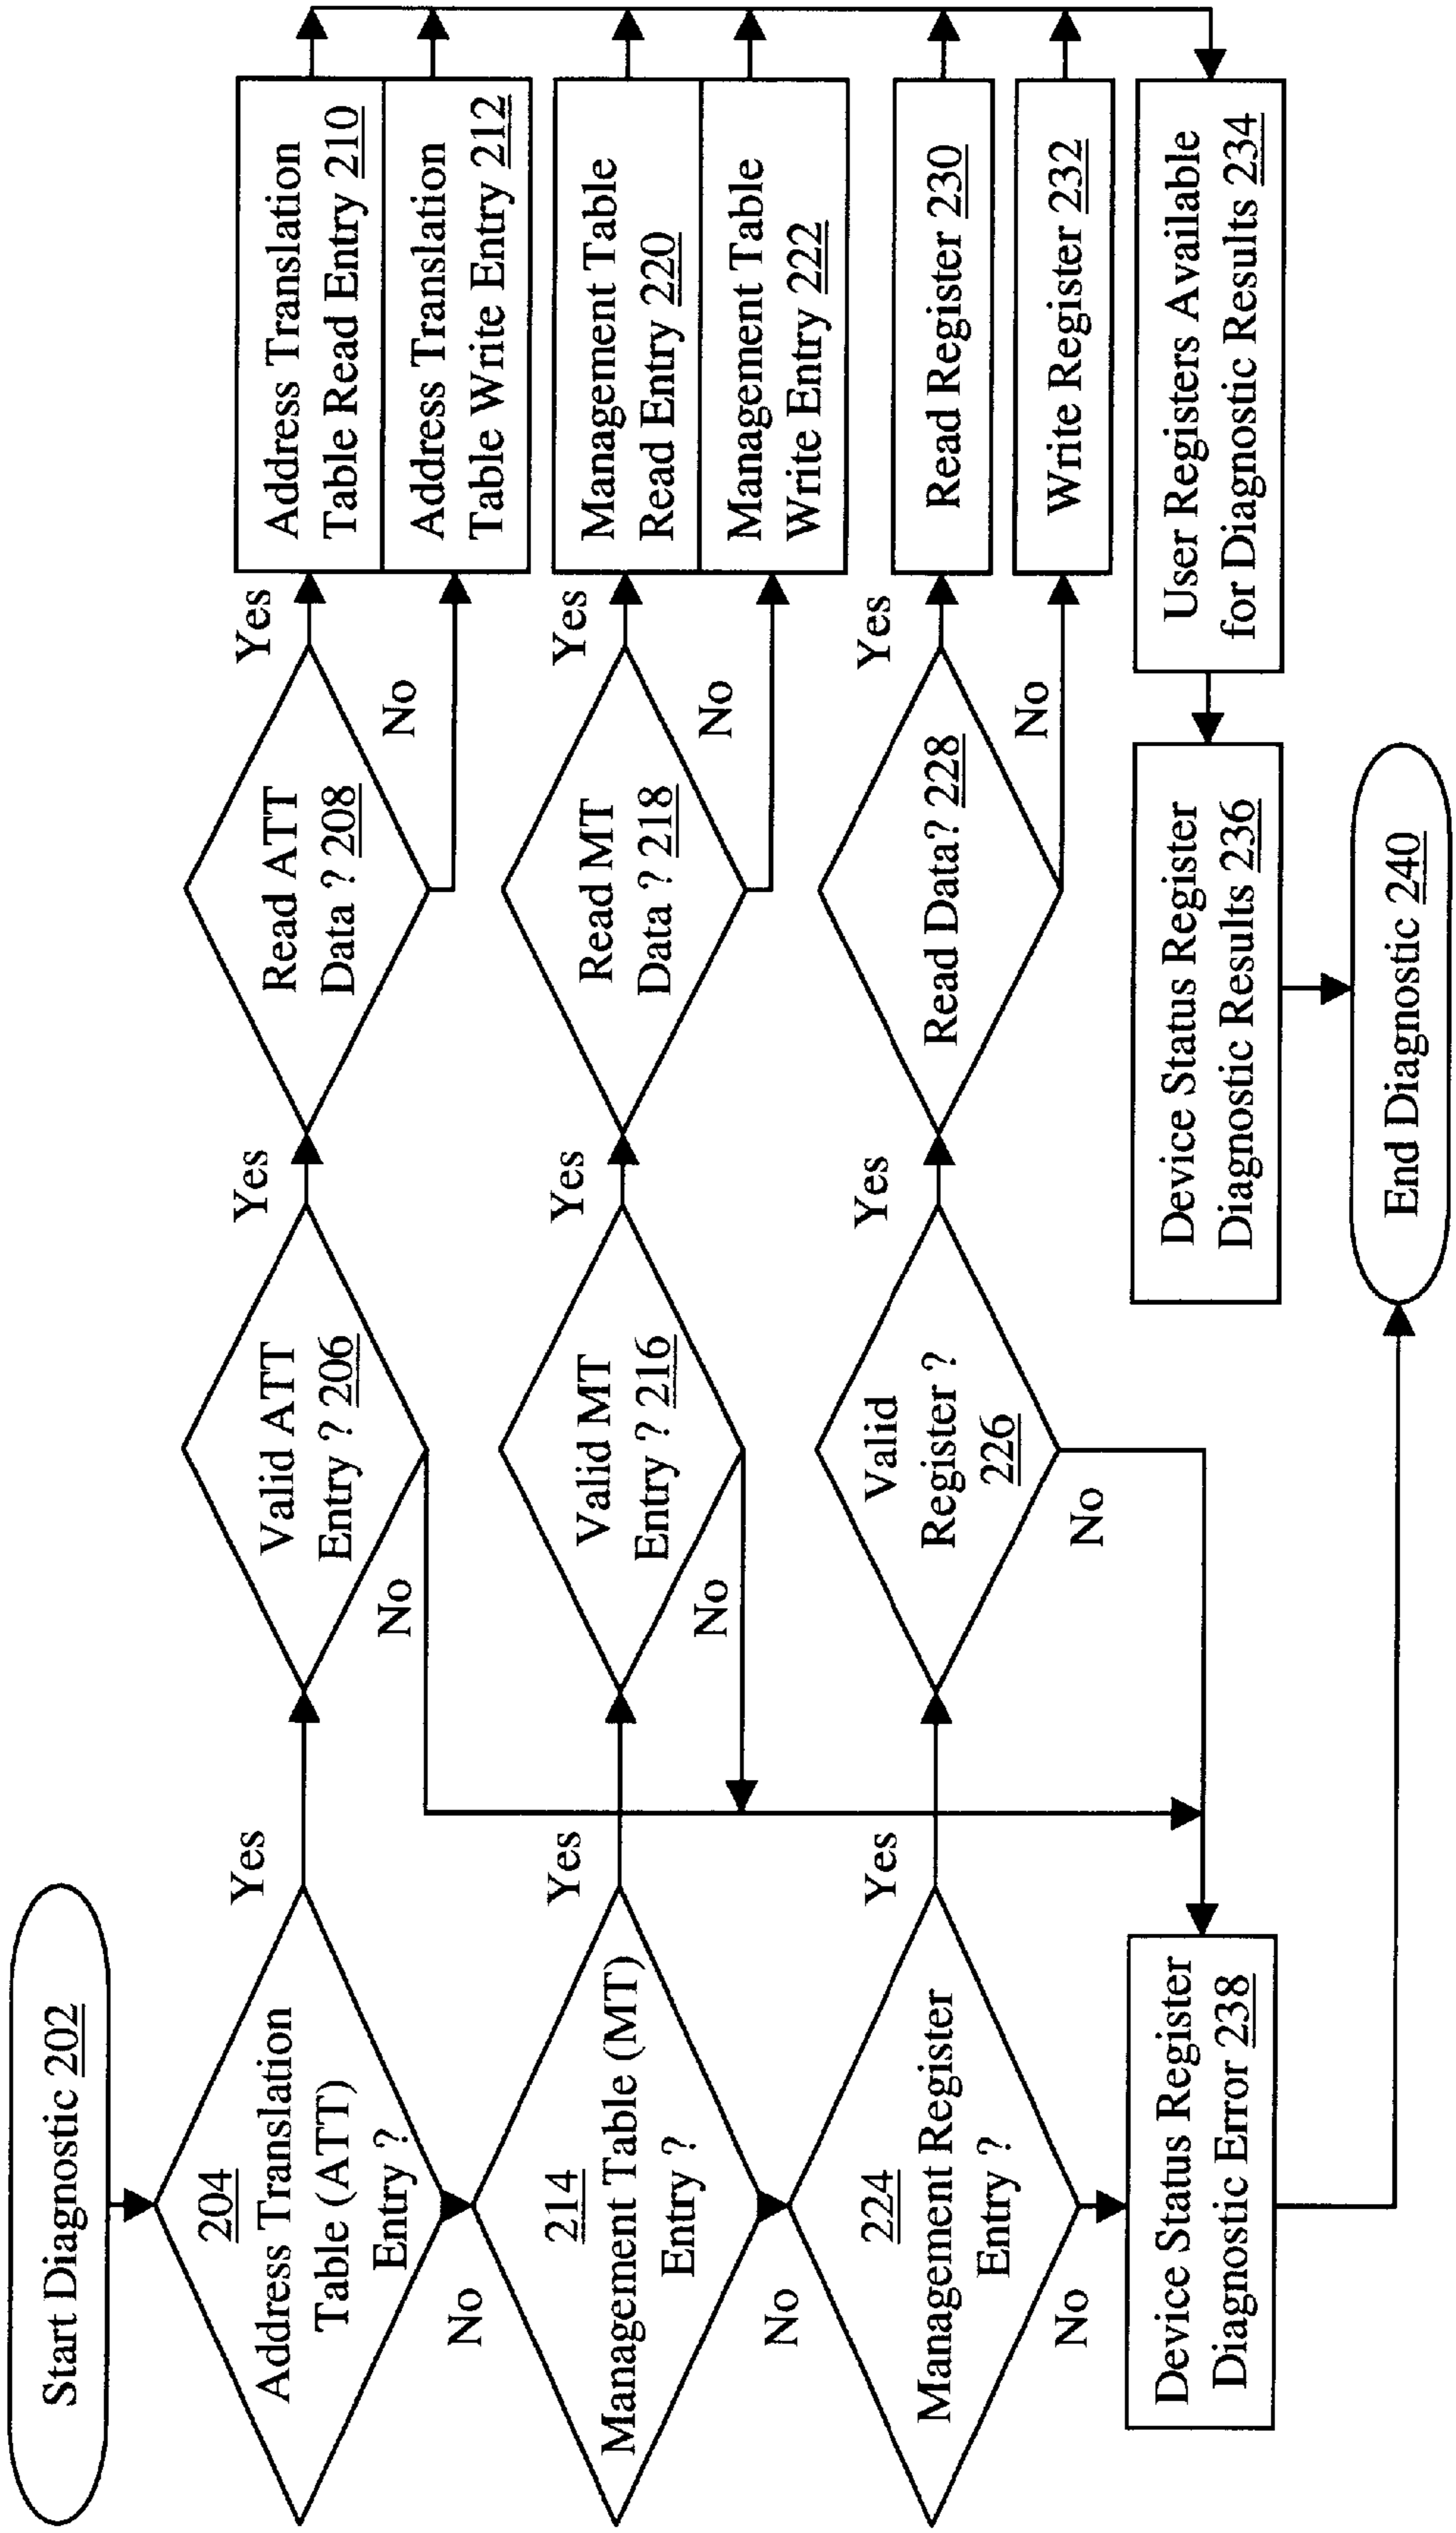 Start Diagnostic 202
204
Address Translation
Table (ATT)
Entry ?
Yes
No
Valid ATT
Entry ? 206
Yes
No
Read ATT
Data ? 208
Yes
No
Address Translation
Table Read Entry 210
Address Translation
Table Write Entry 212
214
Management Table (MT)
Entry ?
Yes
No
Valid MT
Entry ? 216
Yes
No
Read MT
Data ? 218
Yes
No
Management Table
Read Entry 220
Management Table
Write Entry 222
224
Management Register
Entry ?
Yes
No
Valid
Register ?
226
Yes
No
Read Data? 228
Yes
No
Read Register 230
Write Register 232
Device Status Register
Diagnostic Error 238
Device Status Register
Diagnostic Results 236
User Registers Available
for Diagnostic Results 234
End Diagnostic 240